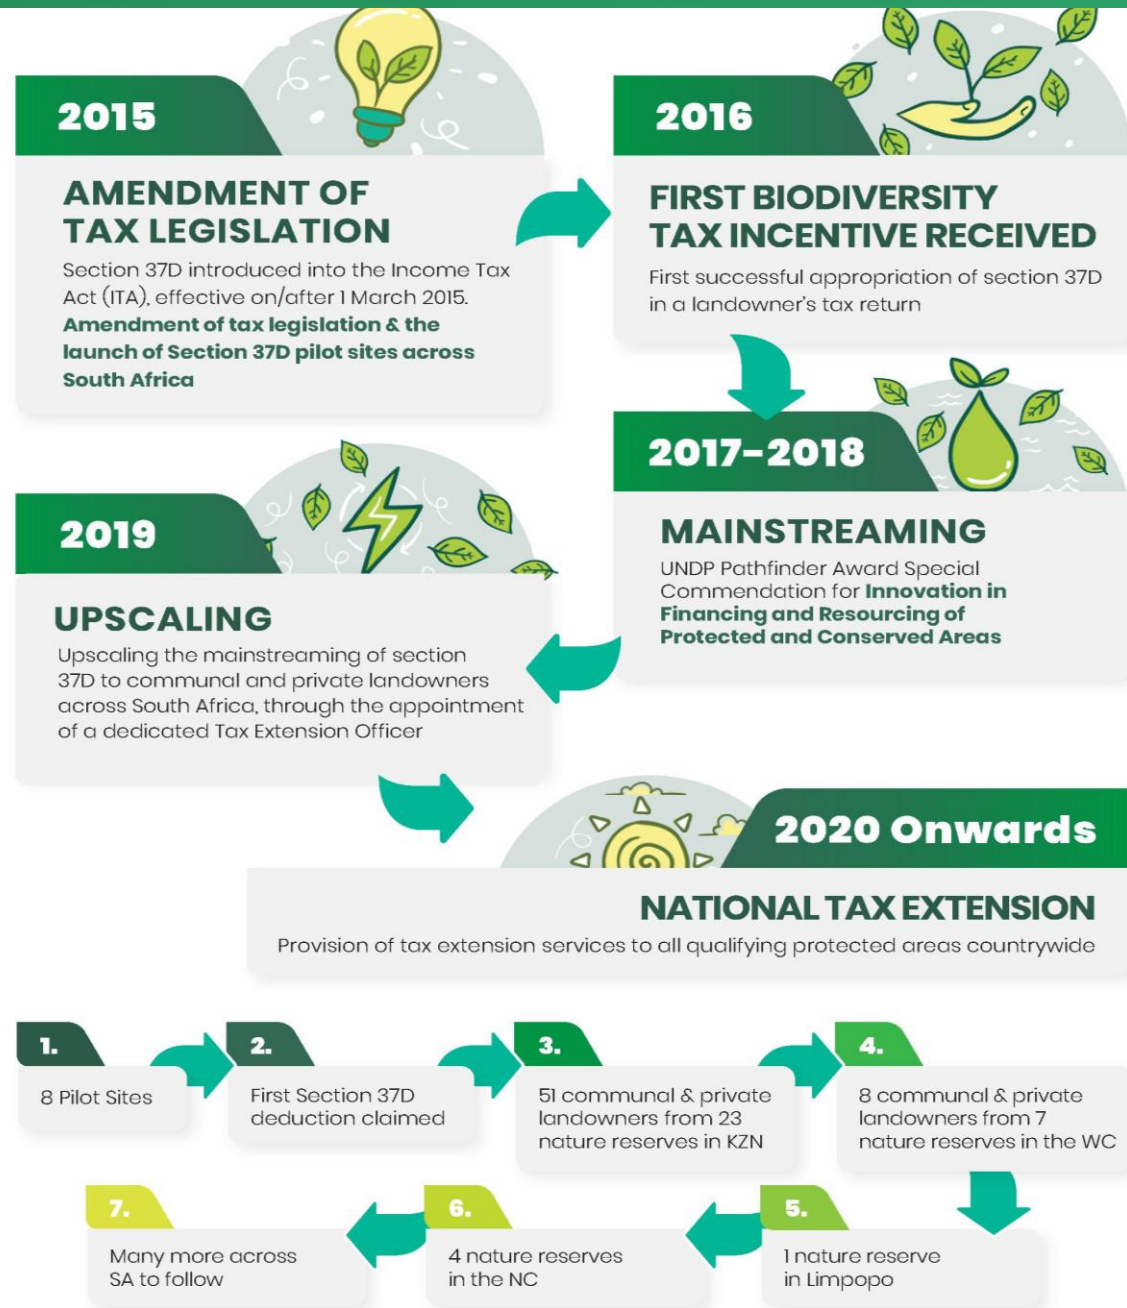 2015
AMENDMENT OF
TAX LEGISLATION
Section 37D introduced into the Income Tax
Act (ITA), effective on/after 1 March 2015.
Amendment of tax legislation & the
launch of Section 37D pilot sites across
South Africa
2016
FIRST BIODIVERSITY
TAX INCENTIVE RECEIVED
First successful appropriation of section 37D
in a landowner's tax return
2017-2018
MAINSTREAMING
UNDP Pathfinder Award Special
Commendation for Innovation in
Financing and Resourcing of
Protected and Conserved Areas
2019
UPSCALING
Upscaling the mainstreaming of section
37D to communal and private landowners
across South Africa, through the appointment
of a dedicated Tax Extension Officer
2020 Onwards
NATIONAL TAX EXTENSION
Provision of tax extension services to all qualifying protected areas countrywide
1.
8 Pilot Sites
2.
First Section 37D
deduction claimed
3.
51 communal & private
landowners from 23
nature reserves in KZN
4.
8 communal & private
landowners from 7
nature reserves in the WC
5.
1 nature reserve
in Limpopo
6.
4 nature reserves
in the NC
7.
Many more across
SA to follow